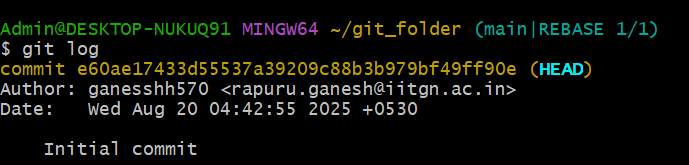 Admin@DESKTOP-NUKUQ91 MINGW64 ~/git_folder (main|REBASE 1/1)
$ git log
commit e60ae17433d55537a39209c88b3b979bf49ff90e (HEAD)
Author: ganesshh570 <rapuru.ganesh@iitgn.ac.in>
Date:   Wed Aug 20 04:42:55 2025 +0530
    Initial commit